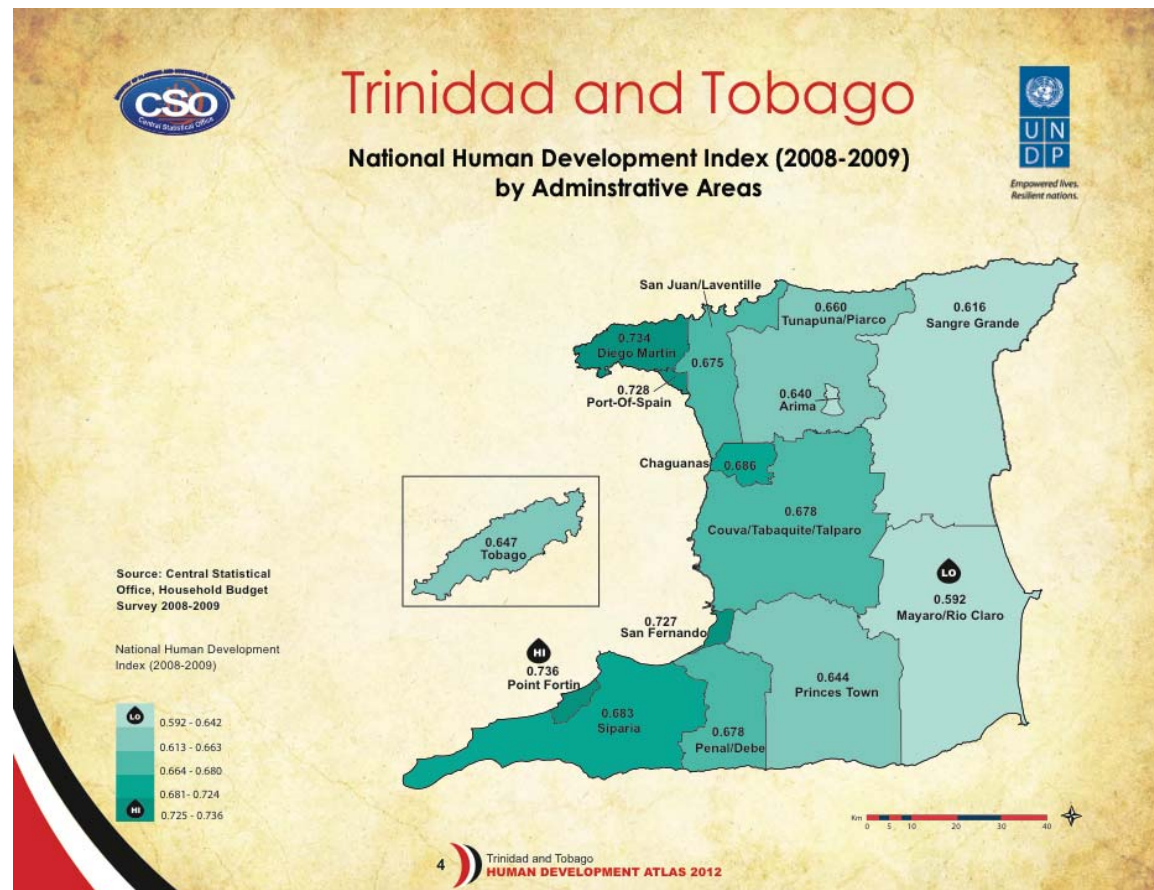 CSO
Central Statistical Office
Trinidad and Tobago
National Human Development Index (2008-2009)
by Adminstrative Areas
UN
DP
Empowered lives.
Resilient nations.
San Juan/Laventille
0.660
Tunapuna/Piarco
0.616
Sangre Grande
0.734
Diego Martin
0.675
0.728
Port-Of-Spain
0.640
Arima
Chaguanas
0.686
0.678
Couva/Tabaquite/Talparo
0.647
Tobago
LO
0.592
Mayaro/Rio Claro
Source: Central Statistical
Office, Household Budget
Survey 2008-2009
0.727
San Fernando
HI
0.736
Point Fortin
0.644
Princes Town
0.683
Siparia
0.678
Penal/Debe
National Human Development
Index (2008-2009)
LO
0.592 - 0.642
0.613 - 0.663
0.664 - 0.680
0.681- 0.724
HI
0.725 - 0.736
Km
0 5 10 20 30 40
4
Trinidad and Tobago
HUMAN DEVELOPMENT ATLAS 2012